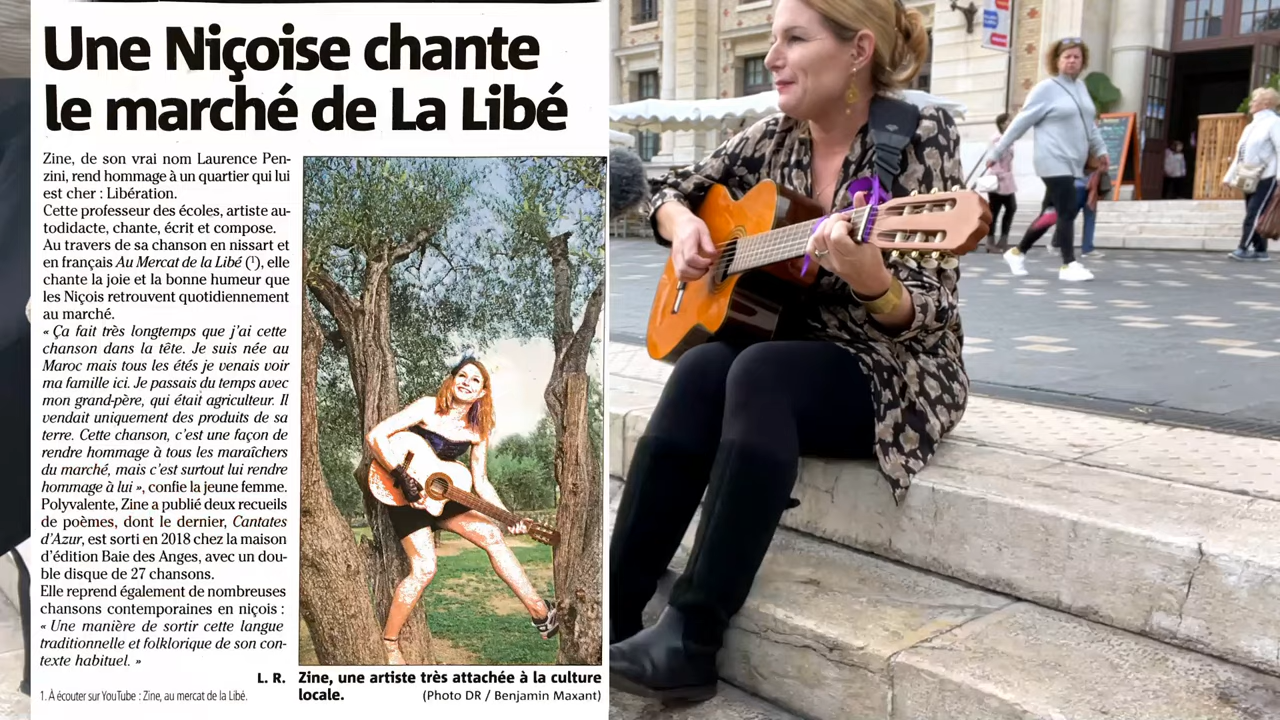 Une Niçoise chante
le marché de La Libé
Zine, de son vrai nom Laurence Pen-
zini, rend hommage à un quartier qui lui
est cher : Libération.
Cette professeur des écoles, artiste au-
todidacte, chante, écrit et compose.
Au travers de sa chanson en nissart et
en français Au Mercat de la Libé (¹), elle
chante la joie et la bonne humeur que
les Niçois retrouvent quotidiennement
au marché.
« Ça fait très longtemps que j'ai cette
chanson dans la tête. Je suis née au
Maroc mais tous les étés je venais voir
ma famille ici. Je passais du temps avec
mon grand-père, qui était agriculteur. Il
vendait uniquement des produits de sa
terre. Cette chanson, c'est une façon de
rendre hommage à tous les maraîchers
du marché, mais c'est surtout lui rendre
hommage à lui », confie la jeune femme.
Polyvalente, Zine a publié deux recueils
de poèmes, dont le dernier, Cantates
d'Azur, est sorti en 2018 chez la maison
d'édition Baie des Anges, avec un dou-
ble disque de 27 chansons.
Elle reprend également de nombreuses
chansons contemporaines en niçois :
« Une manière de sortir cette langue
traditionnelle et folklorique de son con-
texte habituel. »
L. R.
1. À écouter sur YouTube : Zine, au mercat de la Libé.
Zine, une artiste très attachée à la culture
locale.
(Photo DR / Benjamin Maxant)